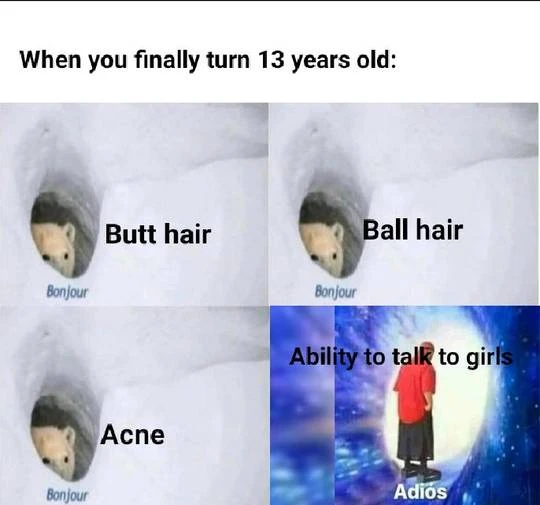 When you finally turn 13 years old:
Butt hair
Bonjour
Ball hair
Bonjour
Acne
Bonjour
Ability to talk to girls
Adiós